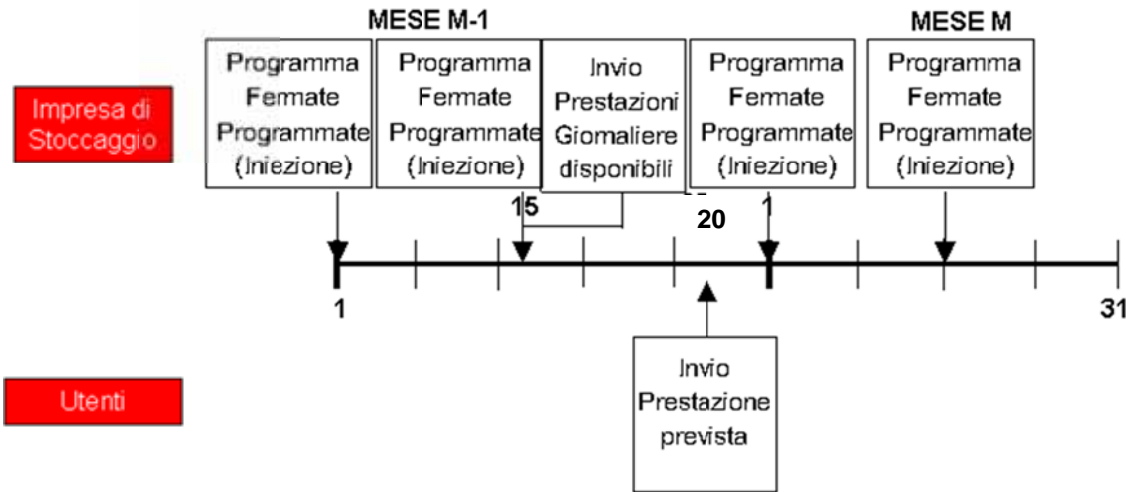 MESE M-1
MESE M
Programma
Fermate
Programmate
(Iniezione)
Programma
Fermate
Programmate
(Iniezione)
Invio
Prestazioni
Giornaliere
disponibili
Programma
Fermate
Programmate
(Iniezione)
Programma
Fermate
Programmate
(Iniezione)
Impresa di
Stoccaggio
15
20
1
1
31
Utenti
Invio
Prestazione
prevista